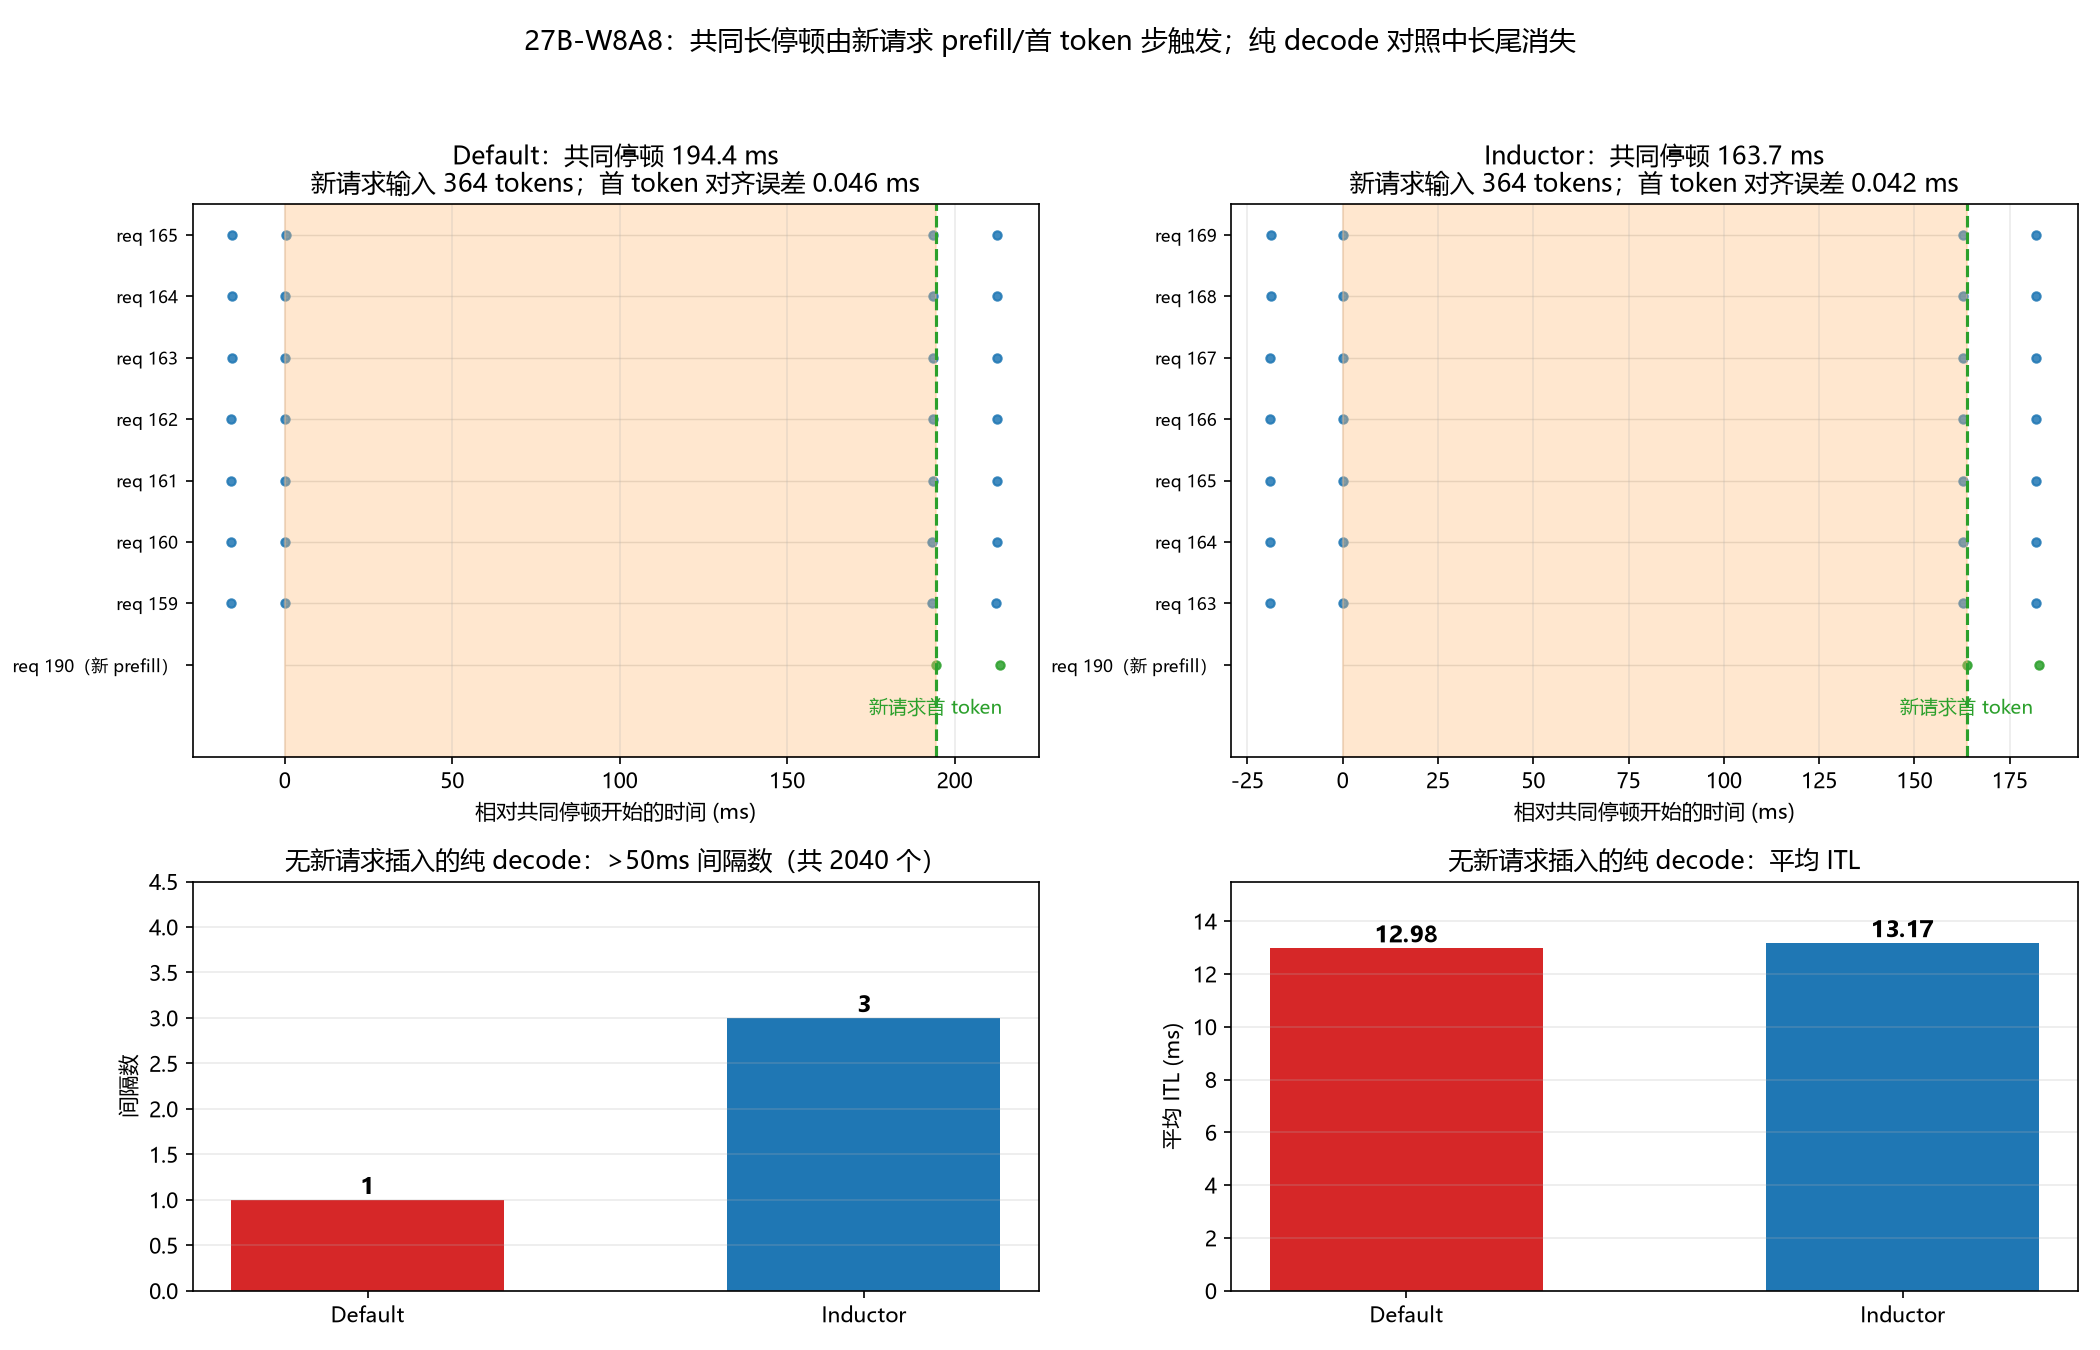 27B-W8A8：共同长停顿由新请求 prefill/首 token 步触发；纯 decode 对照中长尾消失
Default：共同停顿 194.4 ms
新请求输入 364 tokens；首 token 对齐误差 0.046 ms
req 165
req 164
req 163
req 162
req 161
req 160
req 159
req 190（新 prefill）
新请求首 token
0 50 100 150 200
相对共同停顿开始的时间 (ms)
Inductor：共同停顿 163.7 ms
新请求输入 364 tokens；首 token 对齐误差 0.042 ms
req 169
req 168
req 167
req 166
req 165
req 164
req 163
req 190（新 prefill）
新请求首 token
-25 0 25 50 75 100 125 150 175
相对共同停顿开始的时间 (ms)
无新请求插入的纯 decode：>50ms 间隔数（共 2040 个）
间隔数
4.5
4.0
3.5
3.0
2.5
2.0
1.5
1.0
0.5
0.0
1
3
Default Inductor
无新请求插入的纯 decode：平均 ITL
平均 ITL (ms)
14
12
10
8
6
4
2
0
12.98
13.17
Default Inductor